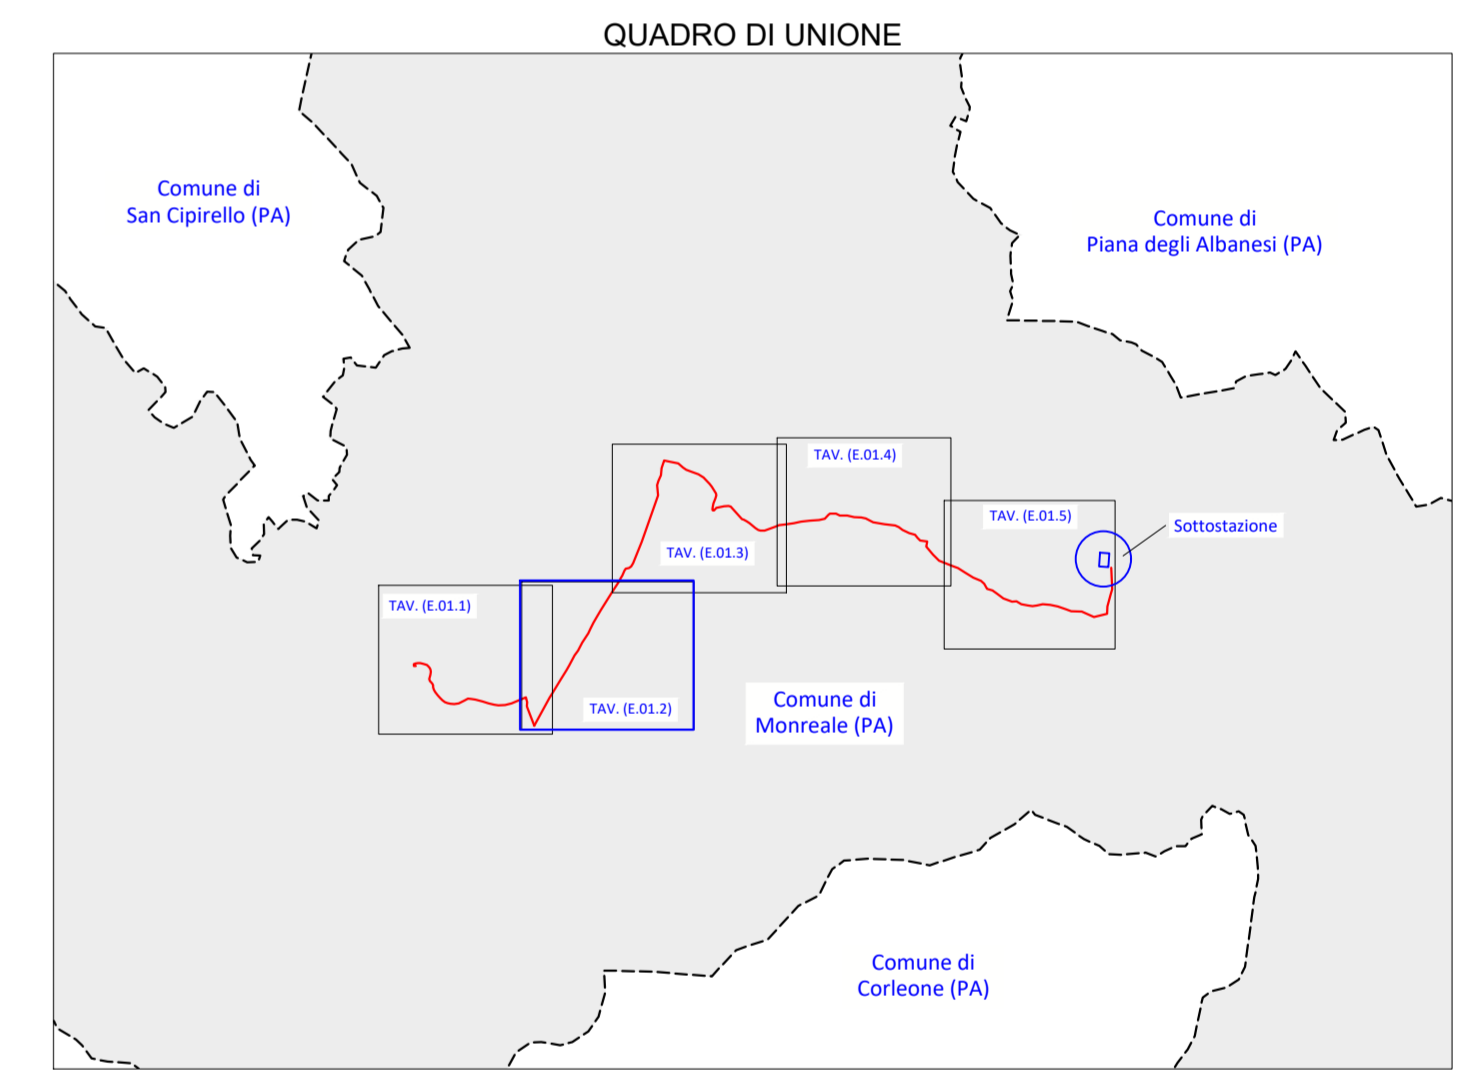 QUADRO DI UNIONE
Comune di
San Cipirello (PA)
Comune di
Piana degli Albanesi (PA)
TAV. (E.01.4)
TAV. (E.01.5)
Sottostazione
TAV. (E.01.3)
TAV. (E.01.1)
TAV. (E.01.2)
Comune di
Monreale (PA)
Comune di
Corleone (PA)